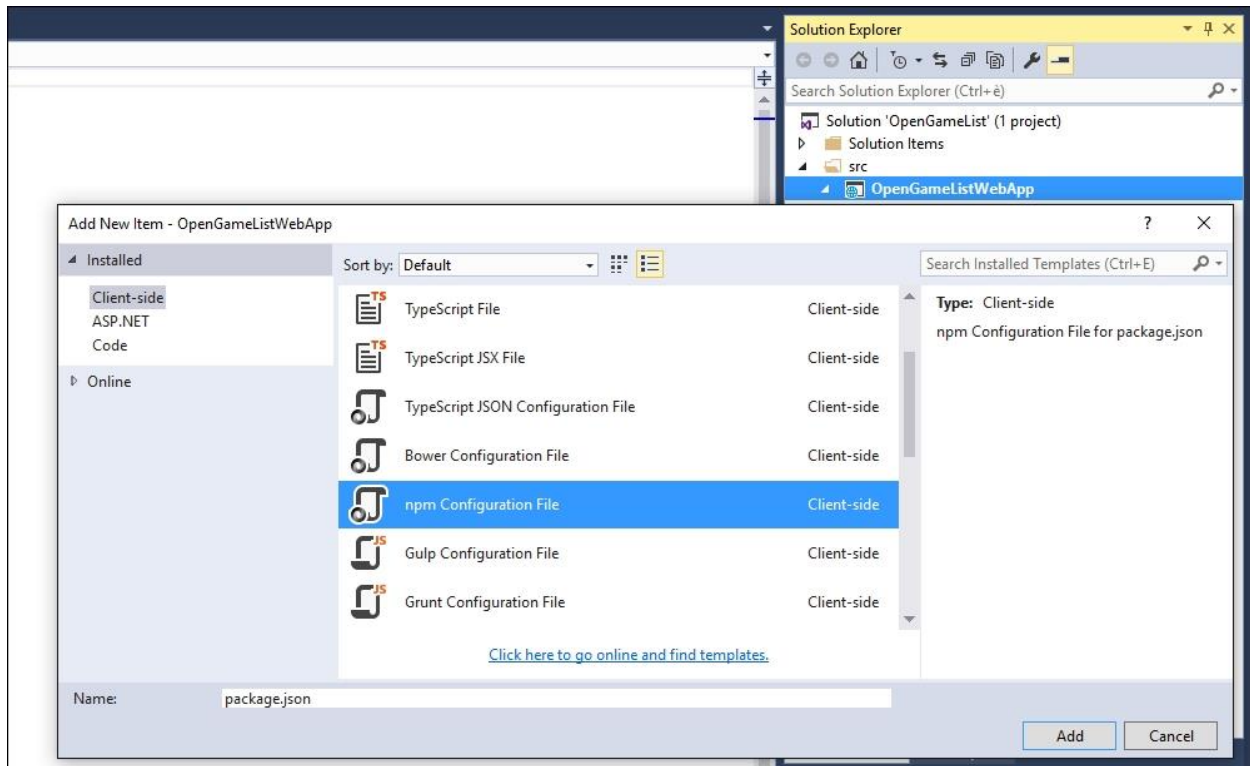 Solution Explorer
Search Solution Explorer (Ctrl+è)
Solution 'OpenGameList' (1 project)
Solution Items
src
OpenGameListWebApp
Add New Item - OpenGameListWebApp
? 
Installed
Sort by: Default
Search Installed Templates (Ctrl+E)
Client-side
ASP.NET
Code
Online
TypeScript File Client-side
TypeScript JSX File Client-side
TypeScript JSON Configuration File Client-side
Bower Configuration File Client-side
npm Configuration File Client-side
Gulp Configuration File Client-side
Grunt Configuration File Client-side
Click here to go online and find templates.
Type: Client-side
npm Configuration File for package.json
Name: package.json
Add Cancel